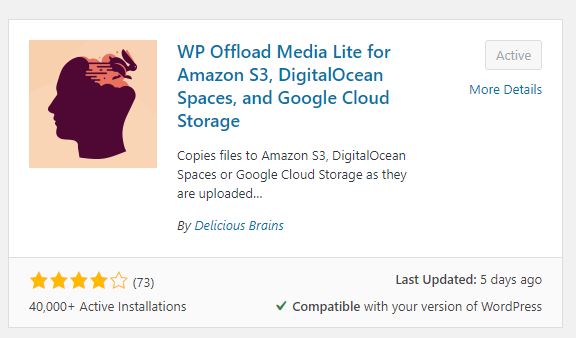 WP Offload Media Lite for
Amazon S3, DigitalOcean
Spaces, and Google Cloud
Storage
Active
More Details
Copies files to Amazon S3, DigitalOcean
Spaces or Google Cloud Storage as they
are uploaded…
By Delicious Brains
(73)
Last Updated: 5 days ago
40,000+ Active Installations
Compatible with your version of WordPress